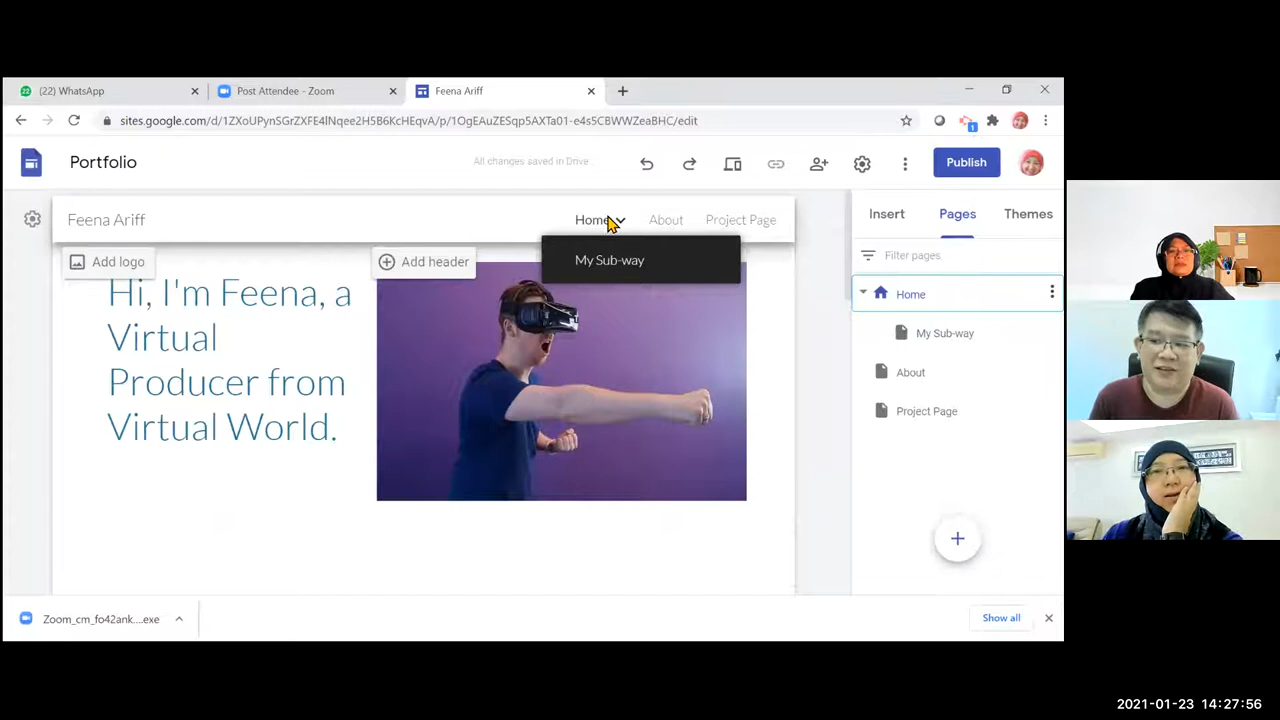 (22) WhatsApp
Post Attendee - Zoom
Feena Ariff
sites.google.com/d/1ZXoUPynSGrZXFE4lNqee2H5B6KcHEqvA/p/1OgEAuZESqp5AXTa01-e4s5CBWWZeaBHC/edit
1
Portfolio
All changes saved in Drive
Publish
Feena Ariff
Home
About
Project Page
My Sub-way
Add logo
Add header
Hi, I'm Feena, a
Virtual
Producer from
Virtual World.
Insert
Pages
Themes
Filter pages
Home
My Sub-way
About
Project Page
Zoom_cm_fo42ank....exe
Show all
2021-01-23 14:27:56